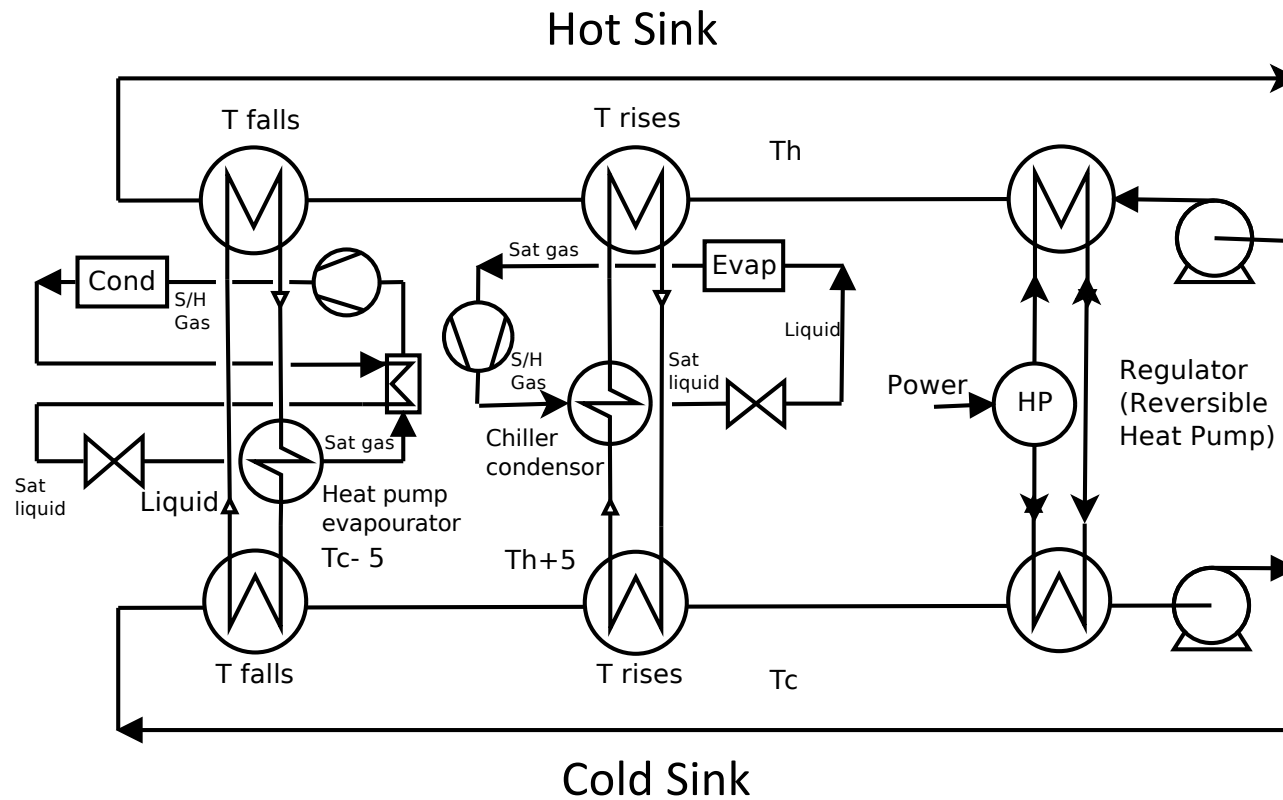 Hot Sink
T falls
T rises
Th
Sat gas
Cond
Evap
S/H
Gas
Liquid
S/H
Gas
Sat
liquid
Power
HP
Regulator
(Reversible
Heat Pump)
Chiller
condensor
Sat gas
Sat
liquid
Liquid
Heat pump
evapourator
Tc- 5
Th+5
T falls
T rises
Tc
Cold Sink